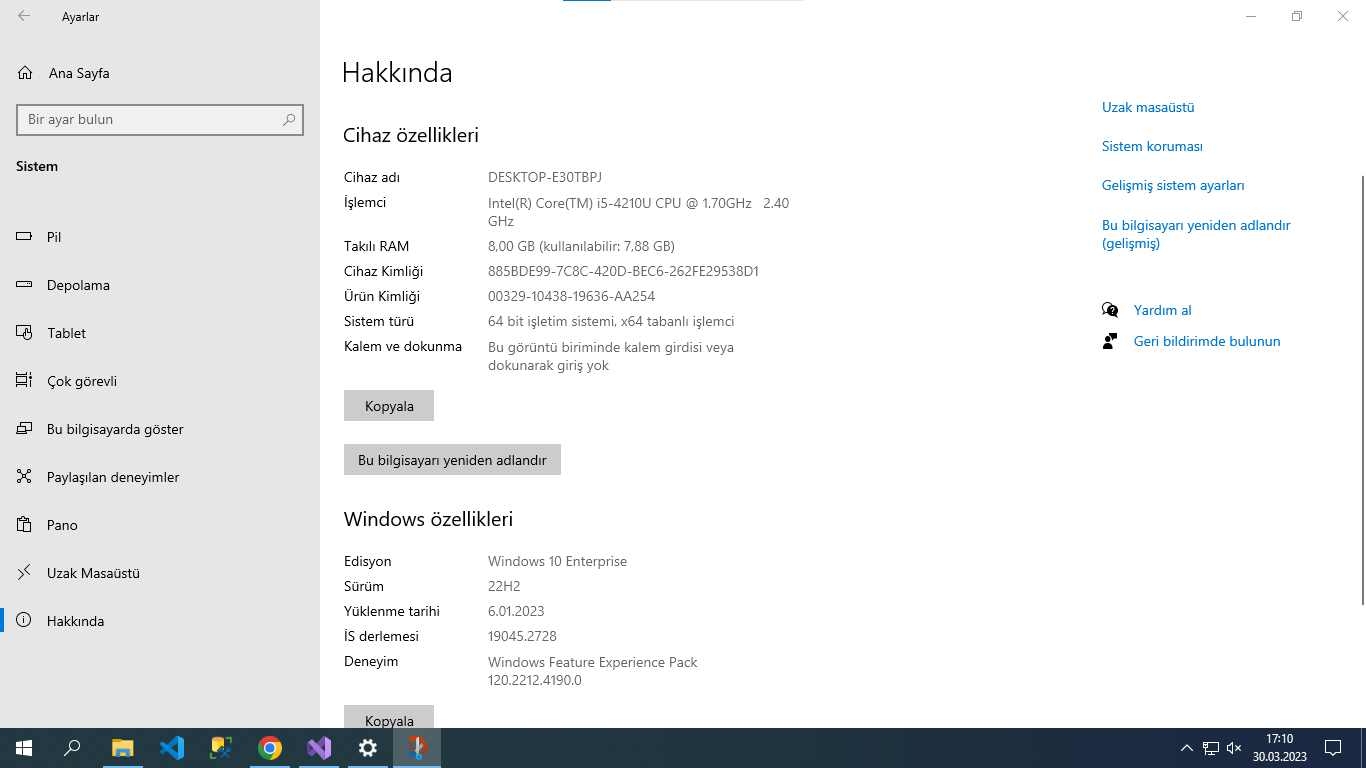 Ayarlar
Ana Sayfa
Bir ayar bulun
Sistem
Pil
Depolama
Tablet
Çok görevli
Bu bilgisayarda göster
Paylaşılan deneyimler
Pano
Uzak Masaüstü
Hakkında
Hakkında
Cihaz özellikleri
Cihaz adı DESKTOP-E30TBPJ
İşlemci Intel(R) Core(TM) i5-4210U CPU @ 1.70GHz 2.40
GHz
Takılı RAM 8,00 GB (kullanılabilir: 7,88 GB)
Cihaz Kimliği 885BDE99-7C8C-420D-BEC6-262FE29538D1
Ürün Kimliği 00329-10438-19636-AA254
Sistem türü 64 bit işletim sistemi, x64 tabanlı işlemci
Kalem ve dokunma Bu görüntü biriminde kalem girdisi veya
dokunarak giriş yok
Kopyala
Bu bilgisayarı yeniden adlandır
Windows özellikleri
Edisyon Windows 10 Enterprise
Sürüm 22H2
Yüklenme tarihi 6.01.2023
İS derlemesi 19045.2728
Deneyim Windows Feature Experience Pack
120.2212.4190.0
Kopyala
Uzak masaüstü
Sistem koruması
Gelişmiş sistem ayarları
Bu bilgisayarı yeniden adlandır
(gelişmiş)
Yardım al
Geri bildirimde bulunun
17:10
30.03.2023